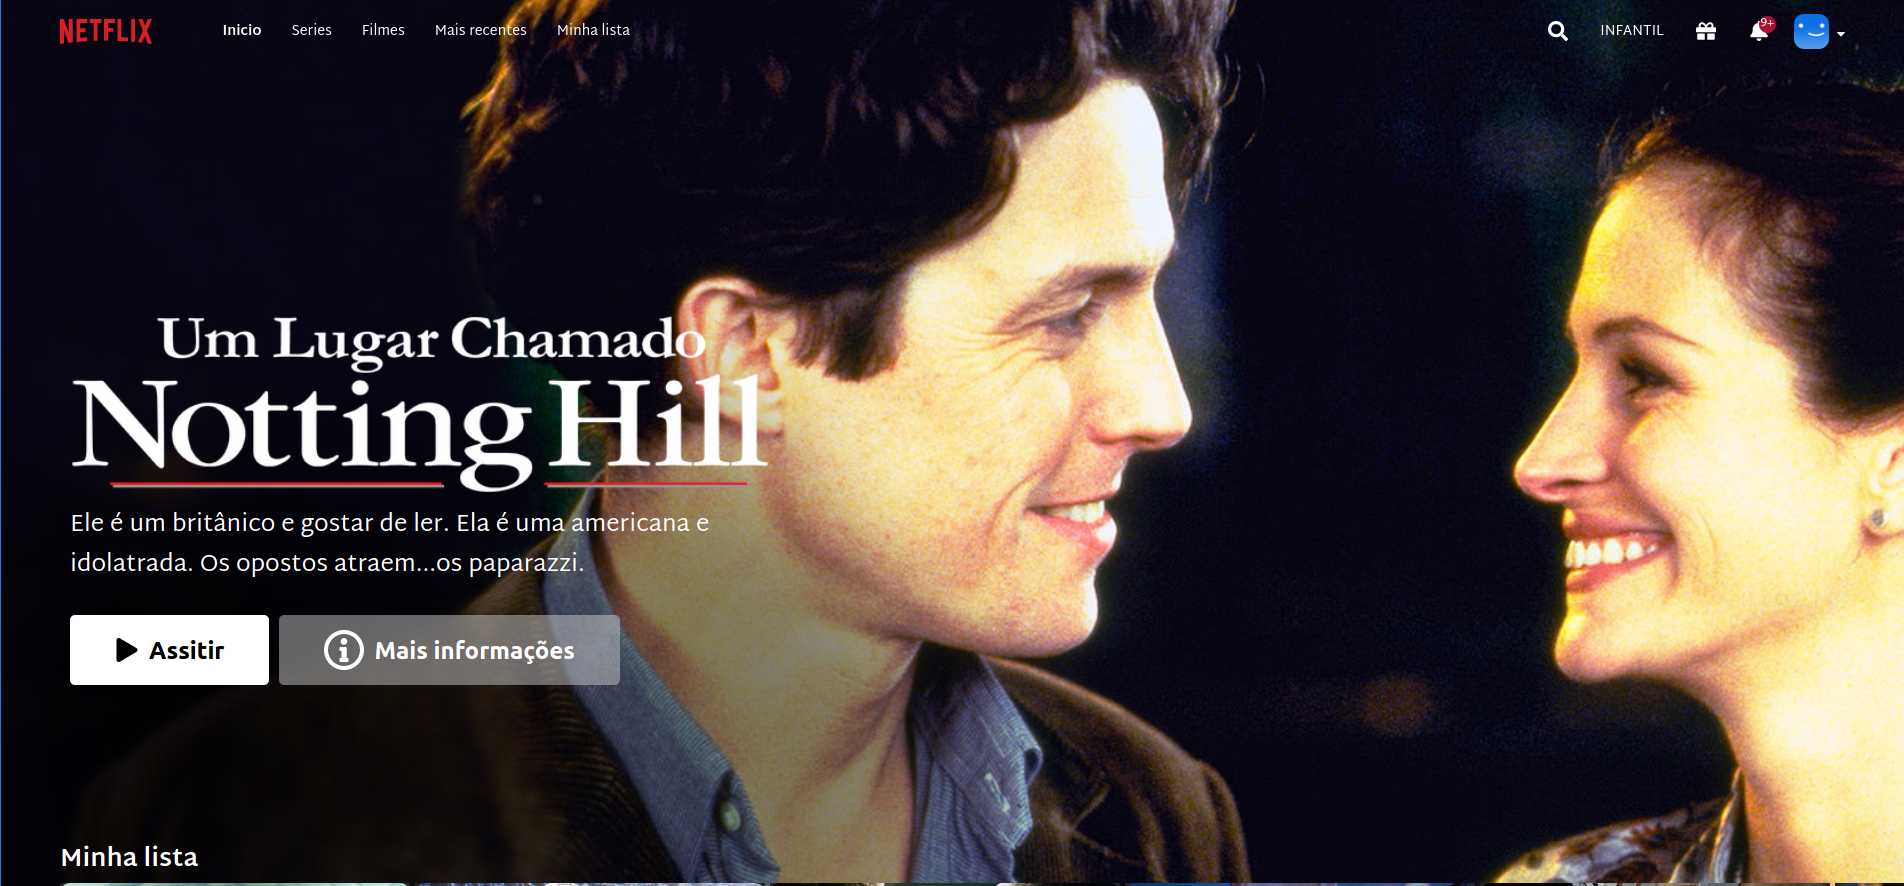 NETFLIX
Inicio
Series
Filmes
Mais recentes
Minha lista
INFANTIL
9+
Um Lugar Chamado
Notting Hill
Ele é um britânico e gostar de ler. Ela é uma americana e
idolatrada. Os opostos atraem...os paparazzi.
Assitir
Mais informações
Minha lista